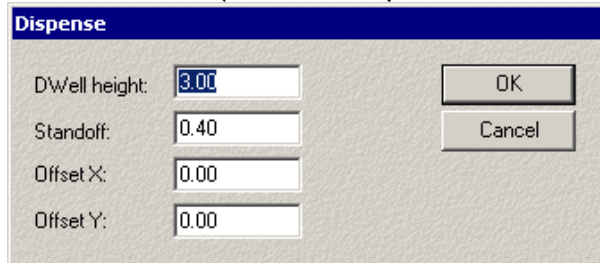 Dispense
DWell height: 3.00 OK
Standoff: 0.40 Cancel
Offset X: 0.00
Offset Y: 0.00